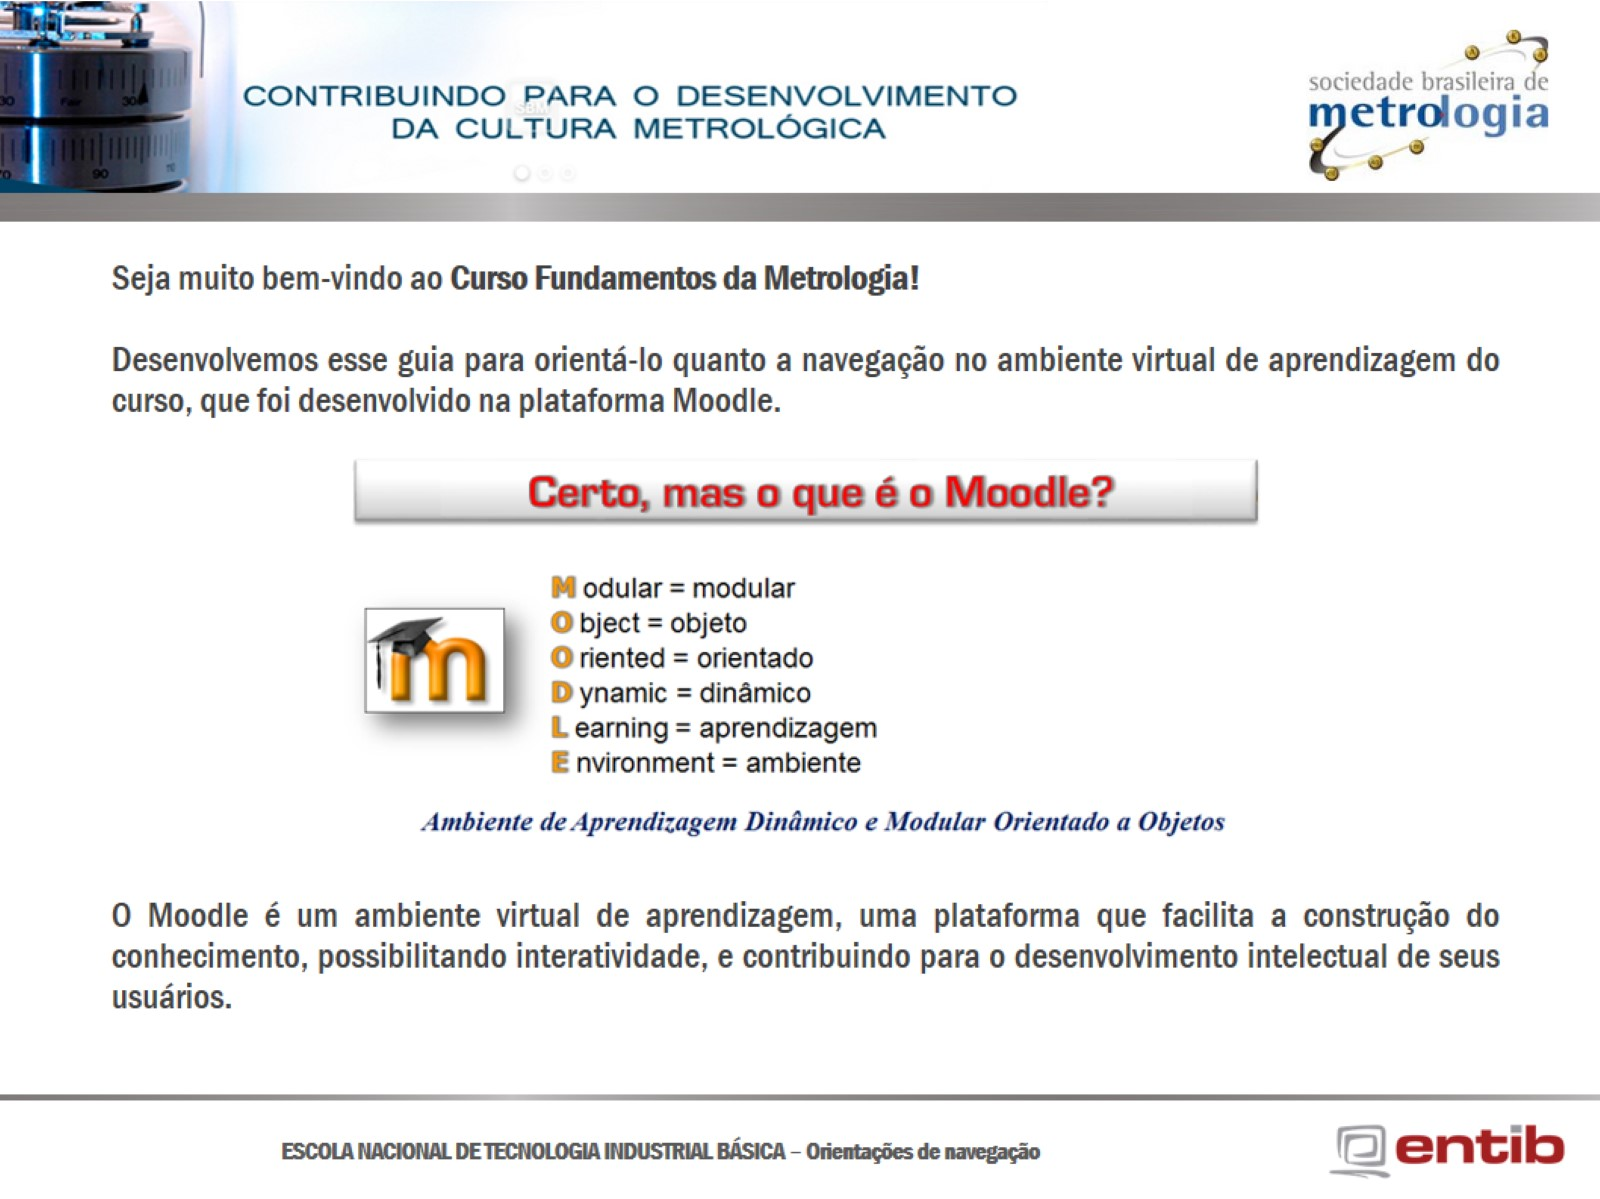 CONTRIBUINDO PARA O DESENVOLVIMENTO
DA CULTURA METROLÓGICA
SBM
sociedade brasileira de
metrologia
Seja muito bem-vindo ao Curso Fundamentos da Metrologia!
Desenvolvemos esse guia para orientá-lo quanto a navegação no ambiente virtual de aprendizagem do
curso, que foi desenvolvido na plataforma Moodle.
Certo, mas o que é o Moodle?
M odular = modular
O bject = objeto
O riented = orientado
D ynamic = dinâmico
L earning = aprendizagem
E nvironment = ambiente
m
Ambiente de Aprendizagem Dinâmico e Modular Orientado a Objetos
O Moodle é um ambiente virtual de aprendizagem, uma plataforma que facilita a construção do
conhecimento, possibilitando interatividade, e contribuindo para o desenvolvimento intelectual de seus
usuários.
ESCOLA NACIONAL DE TECNOLOGIA INDUSTRIAL BÁSICA – Orientações de navegação
entib